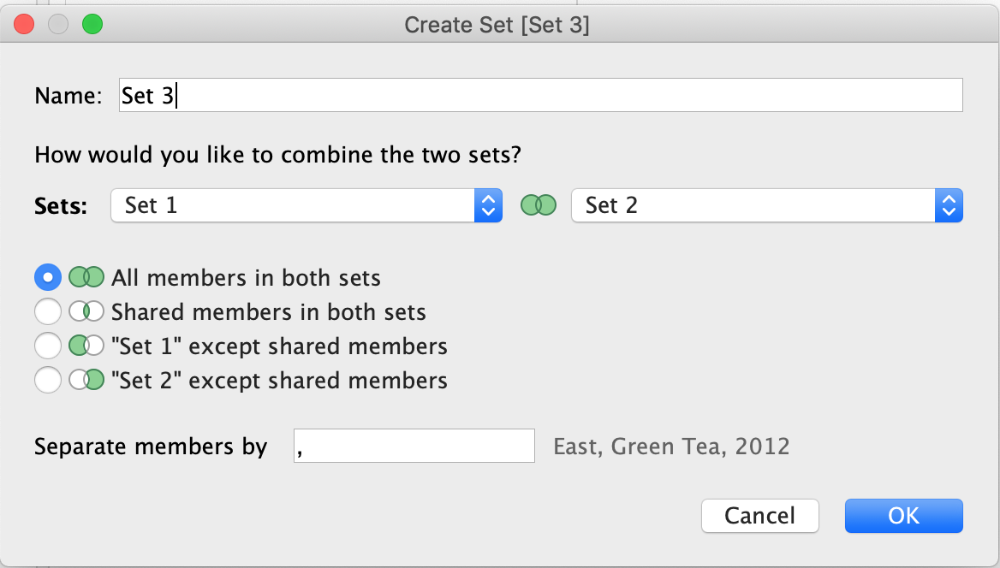 Create Set [Set 3]
Name: Set 3
How would you like to combine the two sets?
Sets: Set 1 Set 2
All members in both sets
Shared members in both sets
"Set 1" except shared members
"Set 2" except shared members
Separate members by , East, Green Tea, 2012
Cancel OK